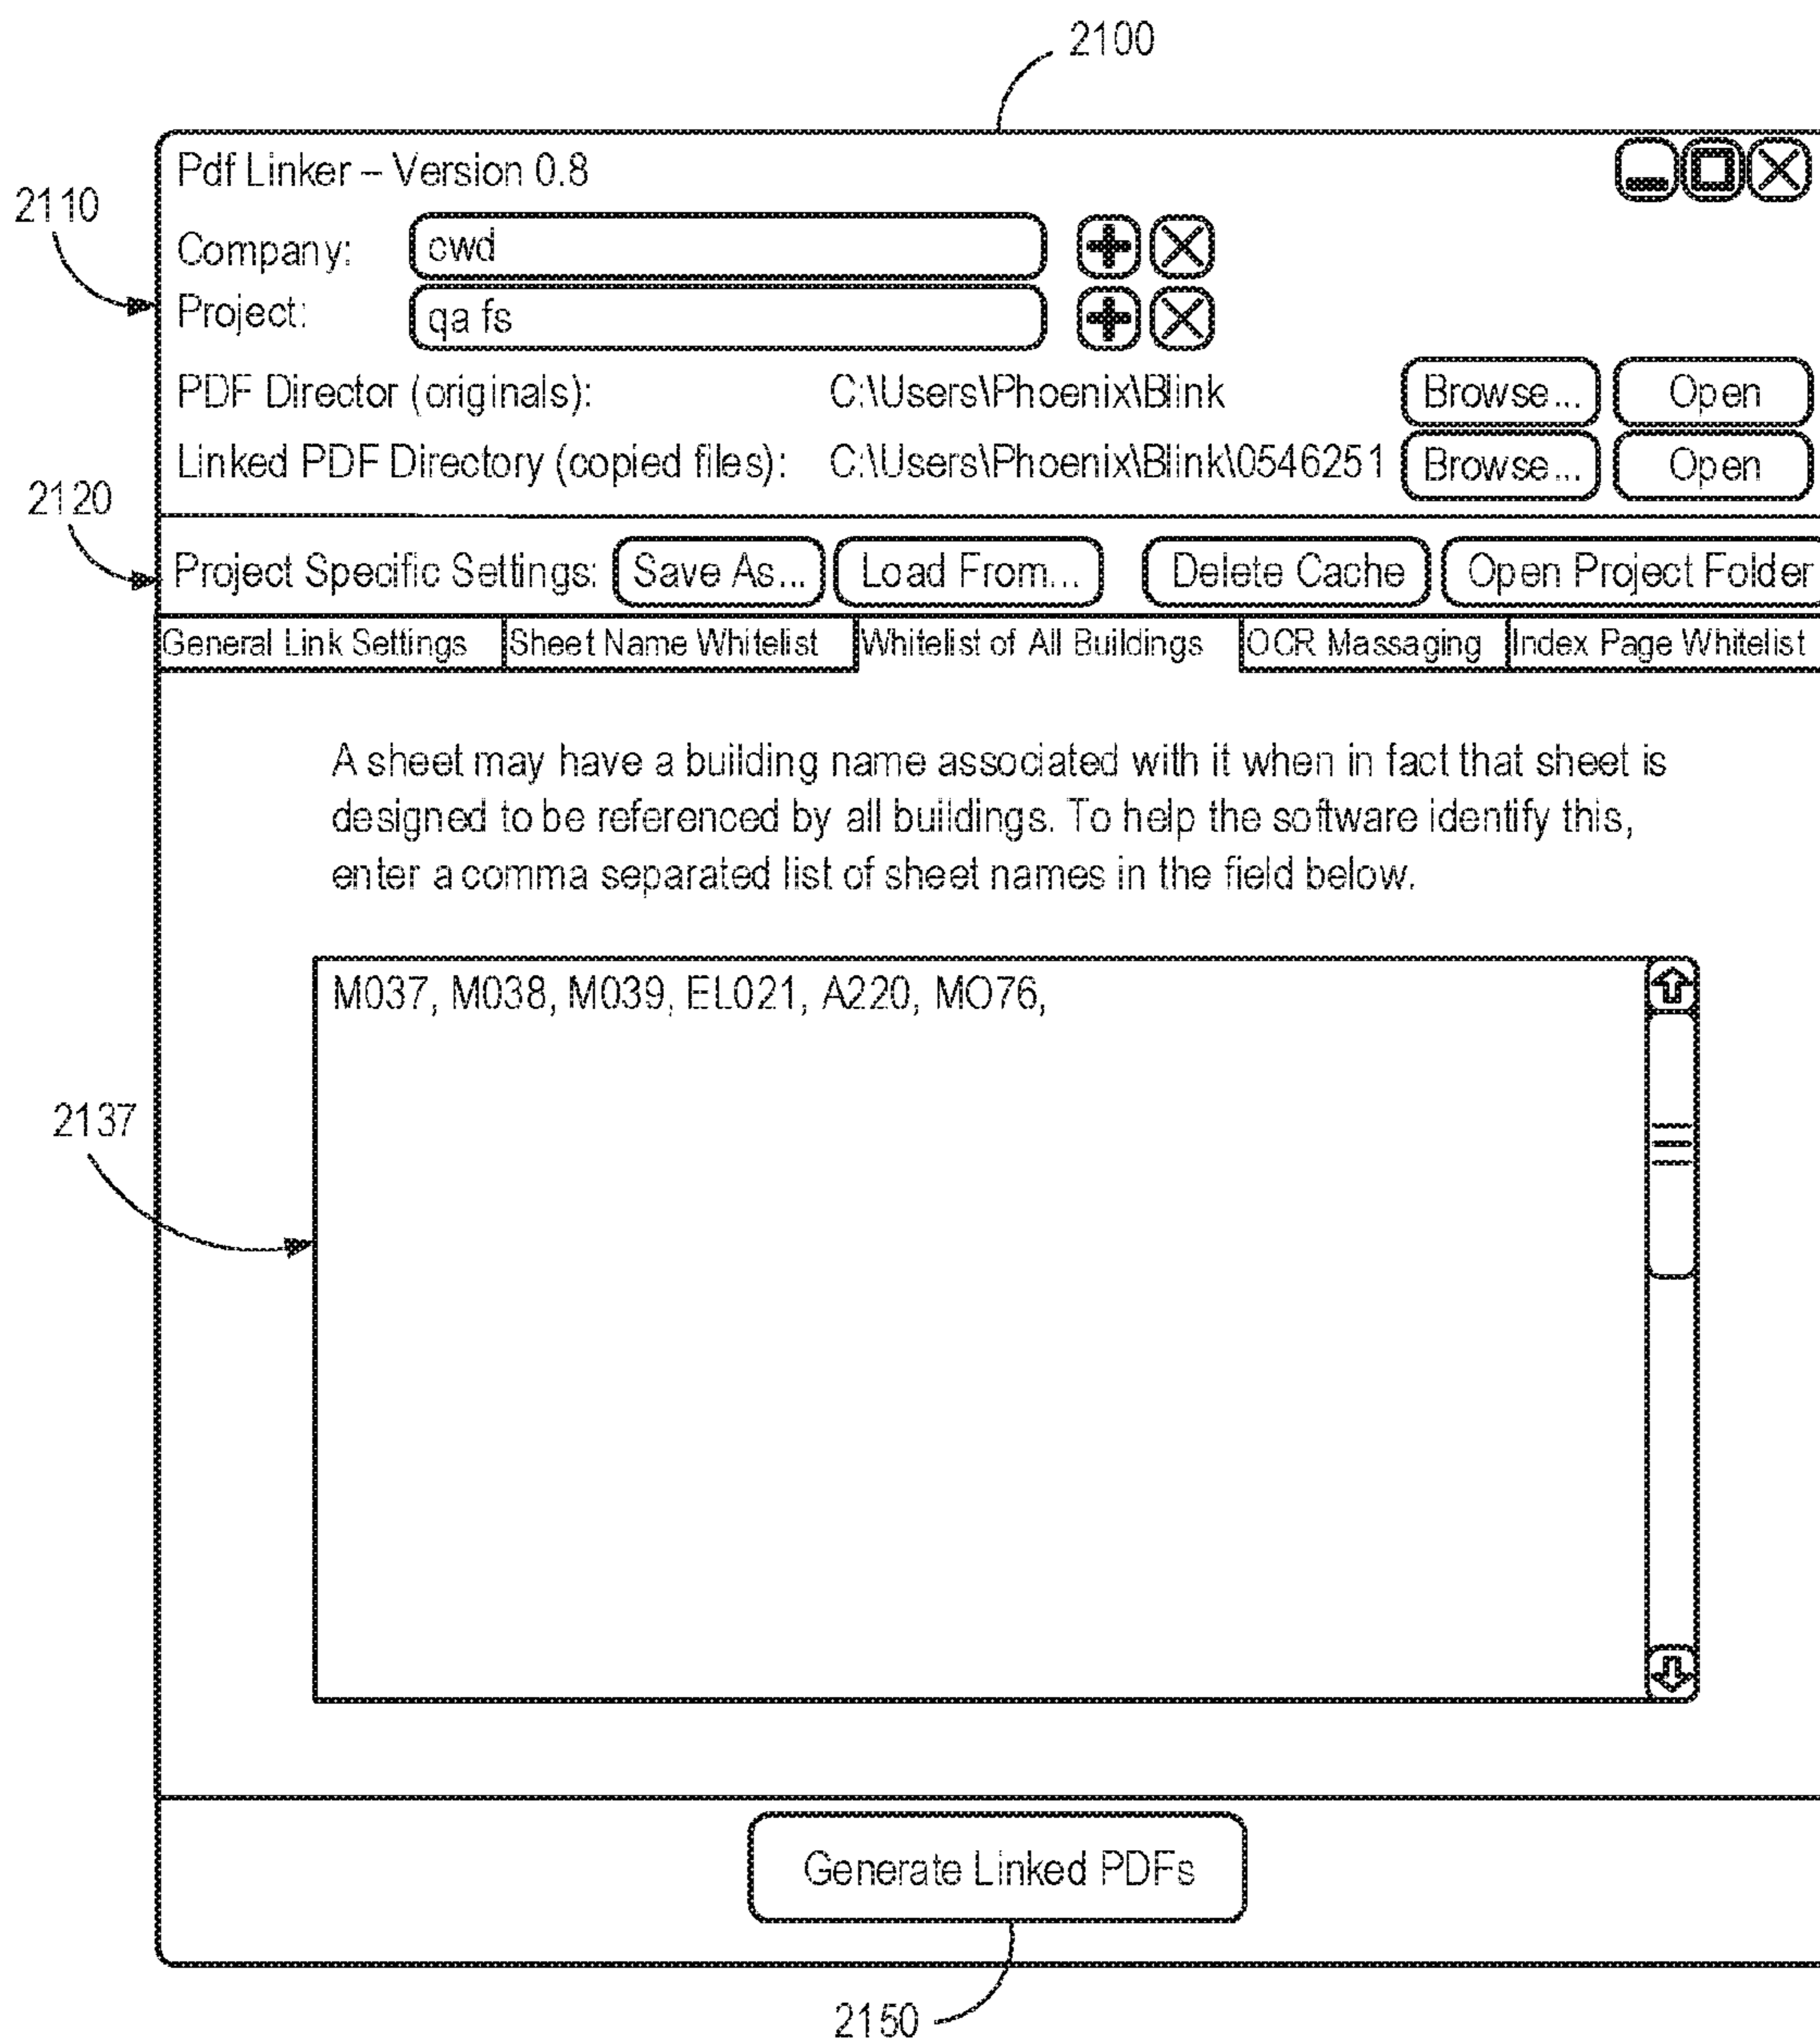 2100
Pdf Linker – Version 0.8
2110
Company: cwd
Project: qa fs
PDF Director (originals): C:\Users\Phoenix\Blink Browse... Open
Linked PDF Directory (copied files): C:\Users\Phoenix\Blink\0546251 Browse... Open
2120
Project Specific Settings: Save As... Load From... Delete Cache Open Project Folder
General Link Settings Sheet Name Whitelist Whitelist of All Buildings OCR Massaging Index Page Whitelist
A sheet may have a building name associated with it when in fact that sheet is
designed to be referenced by all buildings. To help the software identify this,
enter a comma separated list of sheet names in the field below.
M037, M038, M039, EL021, A220, MO76,
2137
Generate Linked PDFs
2150